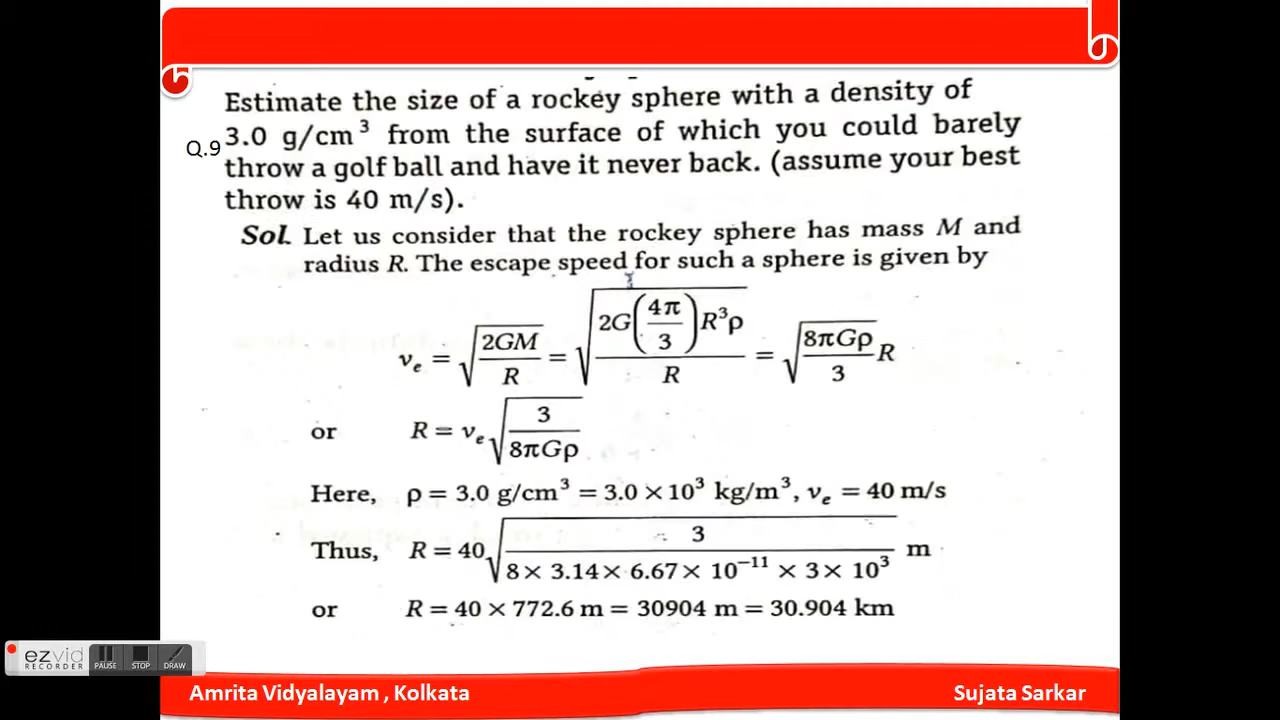 Estimate the size of a rockey sphere with a density of
Q.9 3.0 g/cm³ from the surface of which you could barely
throw a golf ball and have it never back. (assume your best
throw is 40 m/s).
Sol. Let us consider that the rockey sphere has mass M and
radius R. The escape speed for such a sphere is given by
vₑ = √(2GM/R) = √(2G(4π/3)R³ρ/R) = √(8πGρ/3) R
or R = vₑ√(3/8πGρ)
Here, ρ = 3.0 g/cm³ = 3.0 × 10³ kg/m³, vₑ = 40 m/s
Thus, R = 40√(3/8 × 3.14 × 6.67 × 10⁻¹¹ × 3 × 10³) m
or R = 40 × 772.6 m = 30904 m = 30.904 km
ezvid
RECORDER
PAUSE STOP DRAW
Amrita Vidyalayam , Kolkata Sujata Sarkar